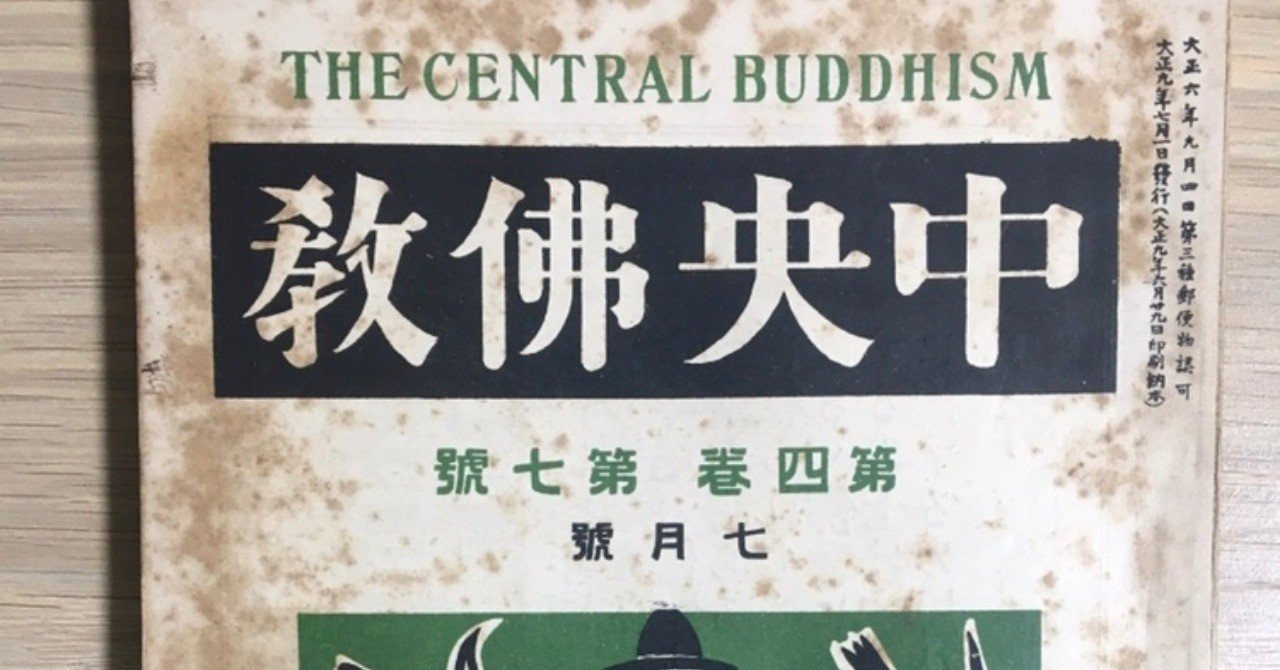 THE CENTRAL BUDDHISM
中央佛敎
第四卷 第七號
七月號
大正六年九月四日第三種郵便物認可
大正九年七月一日發行(大正九年六月廿九日印刷納本)